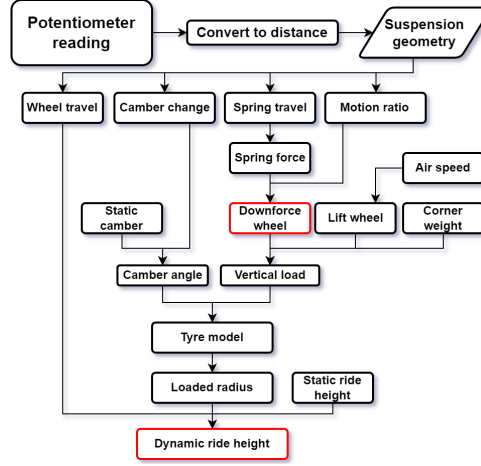 Potentiometer
reading
Convert to distance
Suspension
geometry
Wheel travel
Camber change
Spring travel
Motion ratio
Spring force
Air speed
Static
camber
Downforce
wheel
Lift wheel
Corner
weight
Camber angle
Vertical load
Tyre model
Loaded radius
Static ride
height
Dynamic ride height